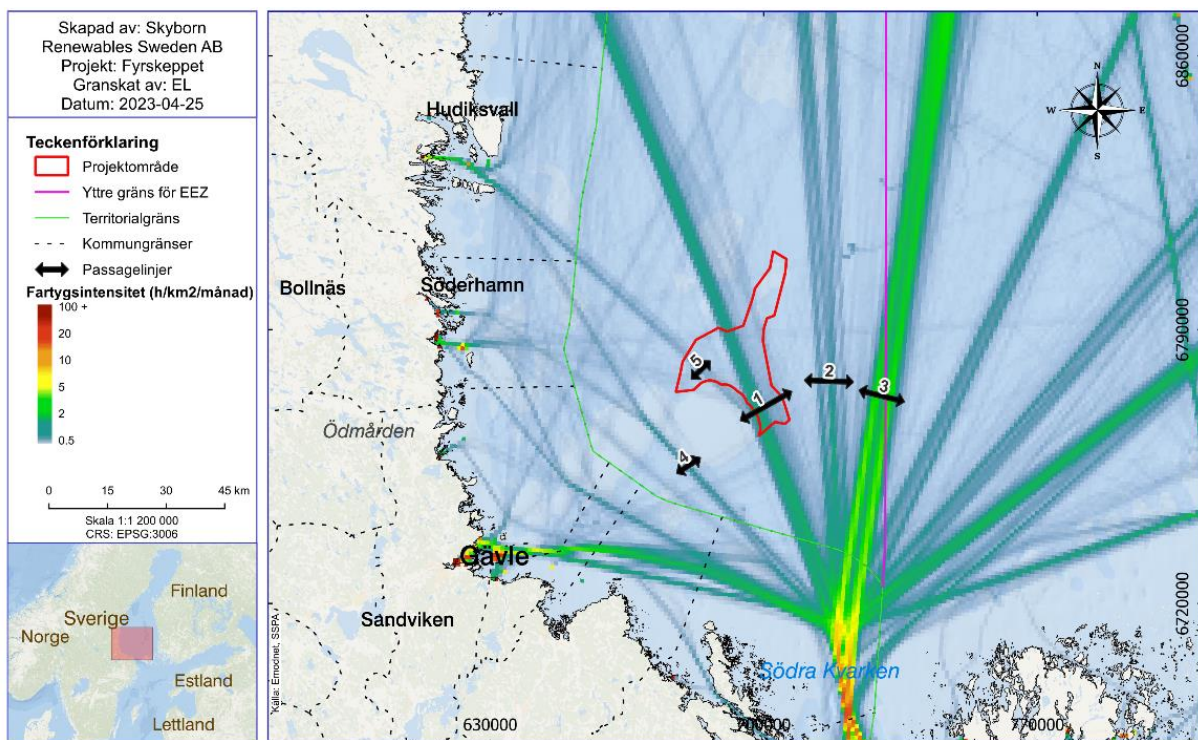 Skapad av: Skyborn
Renewables Sweden AB
Projekt: Fyrskeppet
Granskat av: EL
Datum: 2023-04-25
Teckenförklaring
Projektområde
Yttre gräns för EEZ
Territorialgräns
Kommungränser
Passagelinjer
Fartygsintensitet (h/km2/månad)
100 +
20
10
5
2
0.5
0 15 30 45 km
Skala 1:1 200 000
CRS: EPSG:3006
Finland
Sverige
Norge
Estland
Lettland
Hudiksvall
Bollnäs
Söderhamn
Ödmården
Gävle
Sandviken
Södra Kvarken
N
W
E
S
1
2
3
4
5
6860000
6790000
6720000
630000
700000
770000
Källa: Emodnet, SSPA